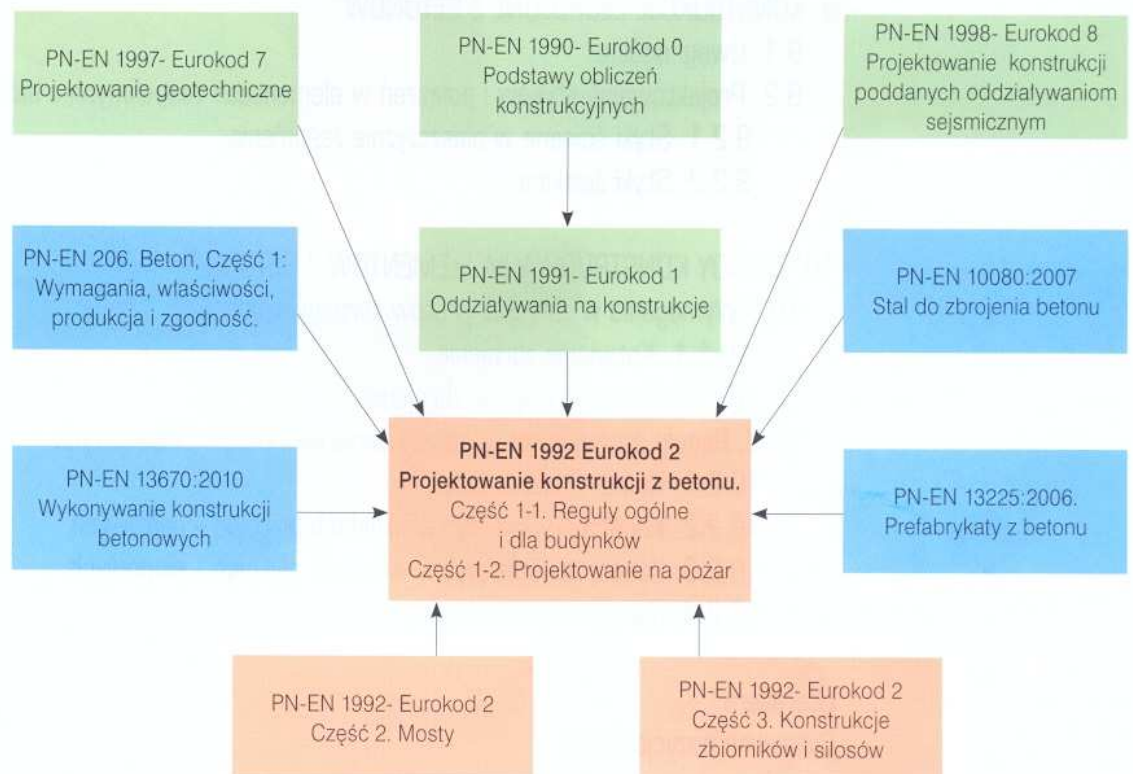 PN-EN 1997- Eurokod 7
Projektowanie geotechniczne
PN-EN 1990- Eurokod 0
Podstawy obliczeń
konstrukcyjnych
PN-EN 1998- Eurokod 8
Projektowanie konstrukcji
poddanych oddziaływaniom
sejsmicznym
PN-EN 206. Beton, Część 1:
Wymagania, właściwości,
produkcja i zgodność.
PN-EN 1991- Eurokod 1
Oddziaływania na konstrukcje
PN-EN 10080:2007
Stal do zbrojenia betonu
PN-EN 13670:2010
Wykonywanie konstrukcji
betonowych
PN-EN 1992 Eurokod 2
Projektowanie konstrukcji z betonu.
Część 1-1. Reguły ogólne
i dla budynków
Część 1-2. Projektowanie na pożar
PN-EN 13225:2006.
Prefabrykaty z betonu
PN-EN 1992- Eurokod 2
Część 2. Mosty
PN-EN 1992- Eurokod 2
Część 3. Konstrukcje
zbiorników i silosów